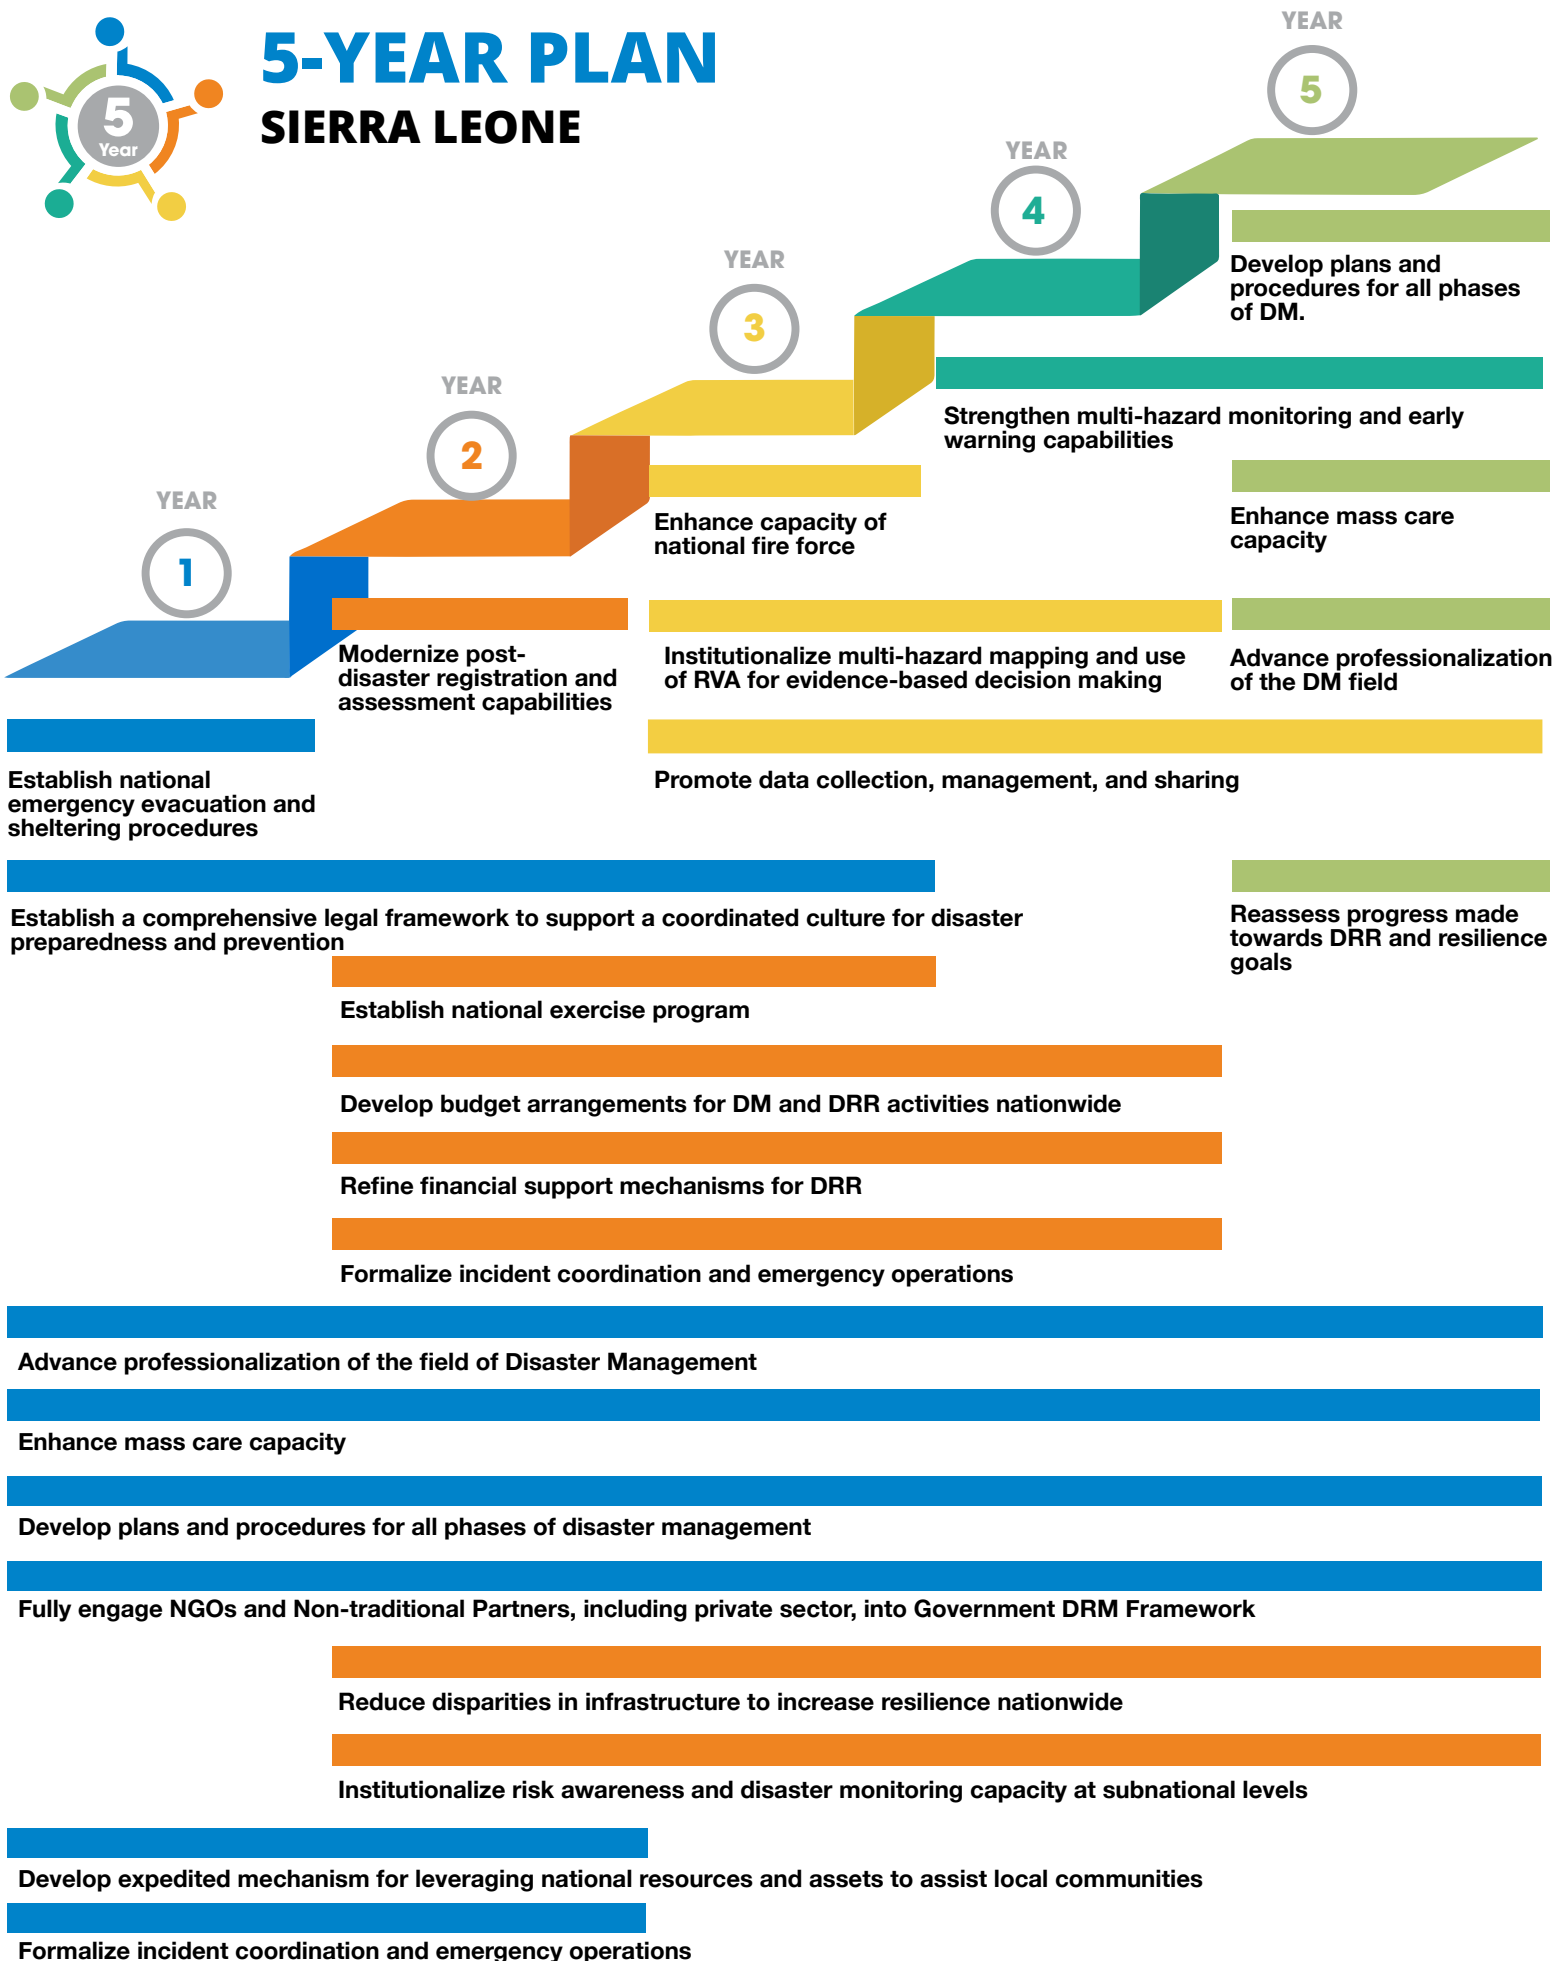 5
Year
5-YEAR PLAN
SIERRA LEONE
YEAR
5
YEAR
4
YEAR
3
YEAR
2
YEAR
1
Develop plans and
procedures for all phases
of DM.
Strengthen multi-hazard monitoring and early
warning capabilities
Enhance capacity of
national fire force
Enhance mass care
capacity
Modernize post-
disaster registration and
assessment capabilities
Institutionalize multi-hazard mapping and use
of RVA for evidence-based decision making
Advance professionalization
of the DM field
Establish national
emergency evacuation and
sheltering procedures
Promote data collection, management, and sharing
Establish a comprehensive legal framework to support a coordinated culture for disaster
preparedness and prevention
Reassess progress made
towards DRR and resilience
goals
Establish national exercise program
Develop budget arrangements for DM and DRR activities nationwide
Refine financial support mechanisms for DRR
Formalize incident coordination and emergency operations
Advance professionalization of the field of Disaster Management
Enhance mass care capacity
Develop plans and procedures for all phases of disaster management
Fully engage NGOs and Non-traditional Partners, including private sector, into Government DRM Framework
Reduce disparities in infrastructure to increase resilience nationwide
Institutionalize risk awareness and disaster monitoring capacity at subnational levels
Develop expedited mechanism for leveraging national resources and assets to assist local communities
Formalize incident coordination and emergency operations